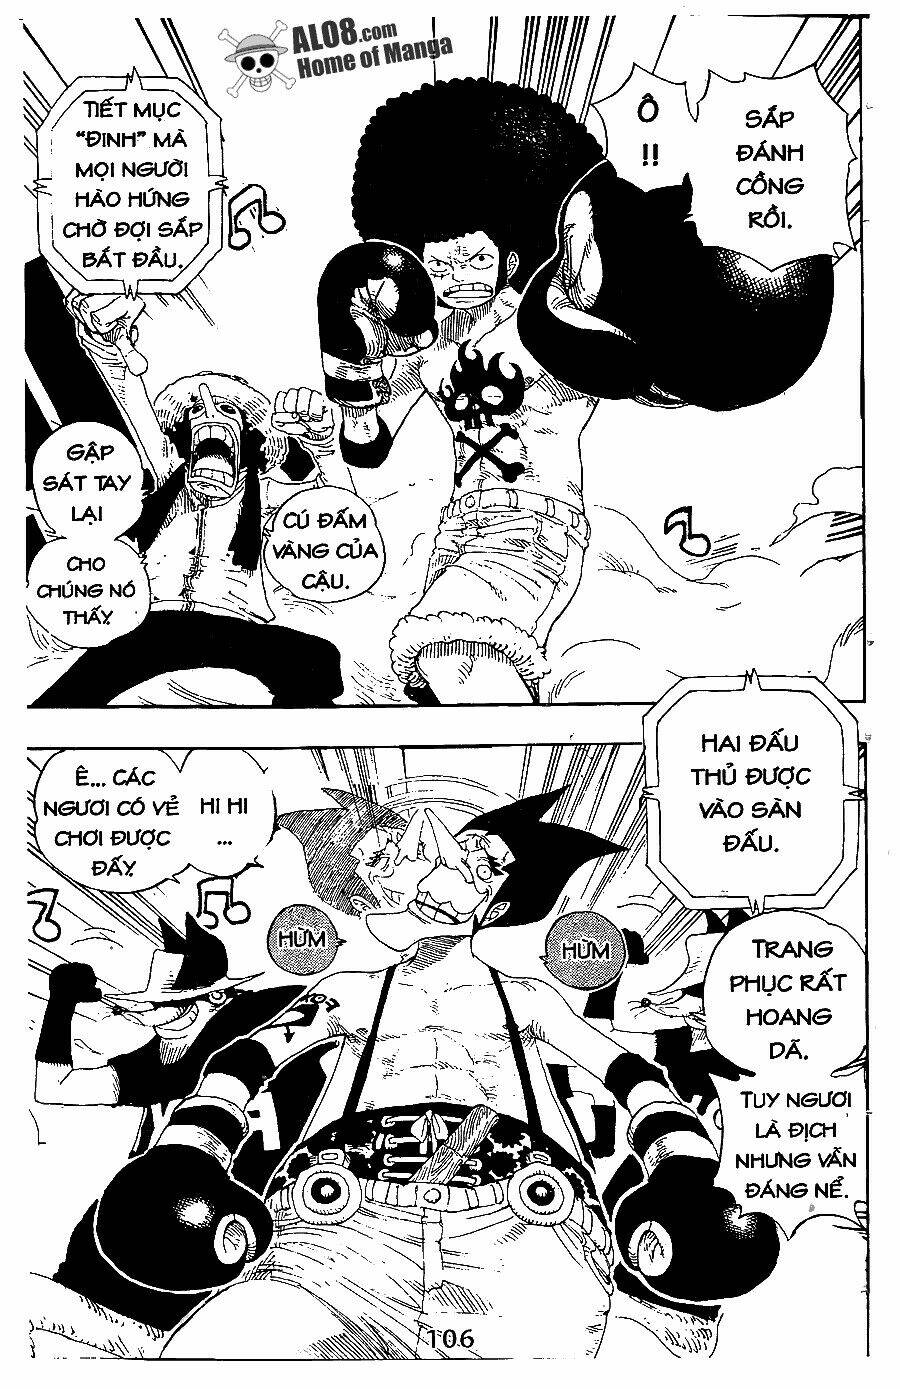 AL08.com
Home of Manga
TIẾT MỤC
“ĐINH” MÀ
MỌI NGƯỜI
HÀO HỨNG
CHỜ ĐỢI SẮP
BẮT ĐẦU.
Ô
!!
SẮP
ĐÁNH
CỒNG
RỒI.
GẬP
SÁT TAY
LẠI
CHO
CHÚNG NÓ
THẤY.
CÚ ĐẤM
VÀNG CỦA
CẬU.
HAI ĐẤU
THỦ ĐƯỢC
VÀO SÀN
ĐẤU.
Ê... CÁC
NGƯƠI CÓ VẺ
CHƠI ĐƯỢC
ĐẤY.
HI HI
...
HỪM
HỪM
TRANG
PHỤC RẤT
HOANG
DÃ.
TUY NGƯƠI
LÀ ĐỊCH
NHƯNG VẪN
ĐÁNG NỂ.
106